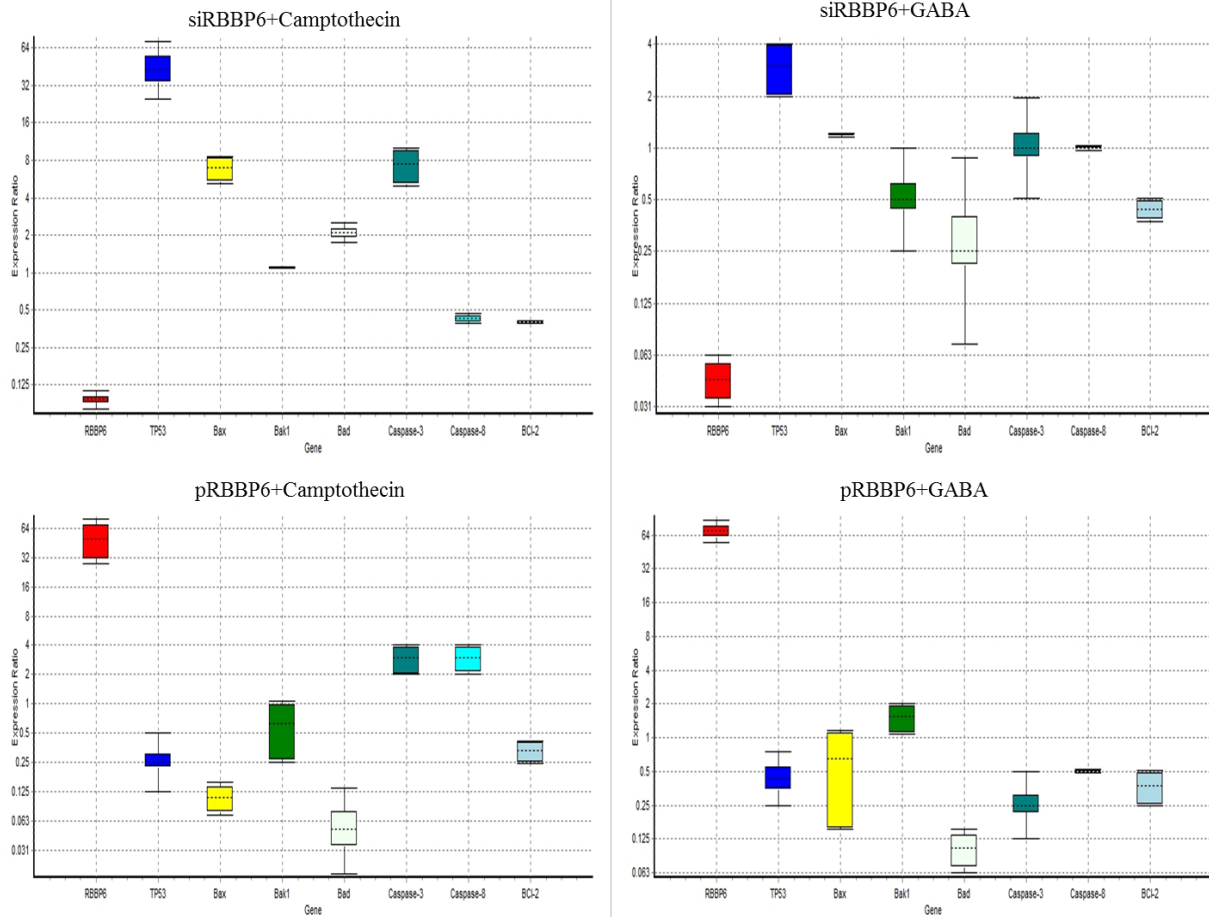 siRBBP6+Camptothecin
64
32
16
8
4
2
1
0.5
0.25
0.125
Expression Ratio
RBBP6 TP53 Bax Bak1 Bad Caspase-3 Caspase-8 BCl-2
Gene
siRBBP6+GABA
4
2
1
0.5
0.25
0.125
0.063
0.031
Expression Ratio
RBBP6 TP53 Bax Bak1 Bad Caspase-3 Caspase-8 BCl-2
Gene
pRBBP6+Camptothecin
64
32
16
8
4
2
1
0.5
0.25
0.125
0.063
0.031
Expression Ratio
RBBP6 TP53 Bax Bak1 Bad Caspase-3 Caspase-8 BCl-2
Gene
pRBBP6+GABA
64
32
16
8
4
2
1
0.5
0.25
0.125
0.063
Expression Ratio
RBBP6 TP53 Bax Bak1 Bad Caspase-3 Caspase-8 BCl-2
Gene